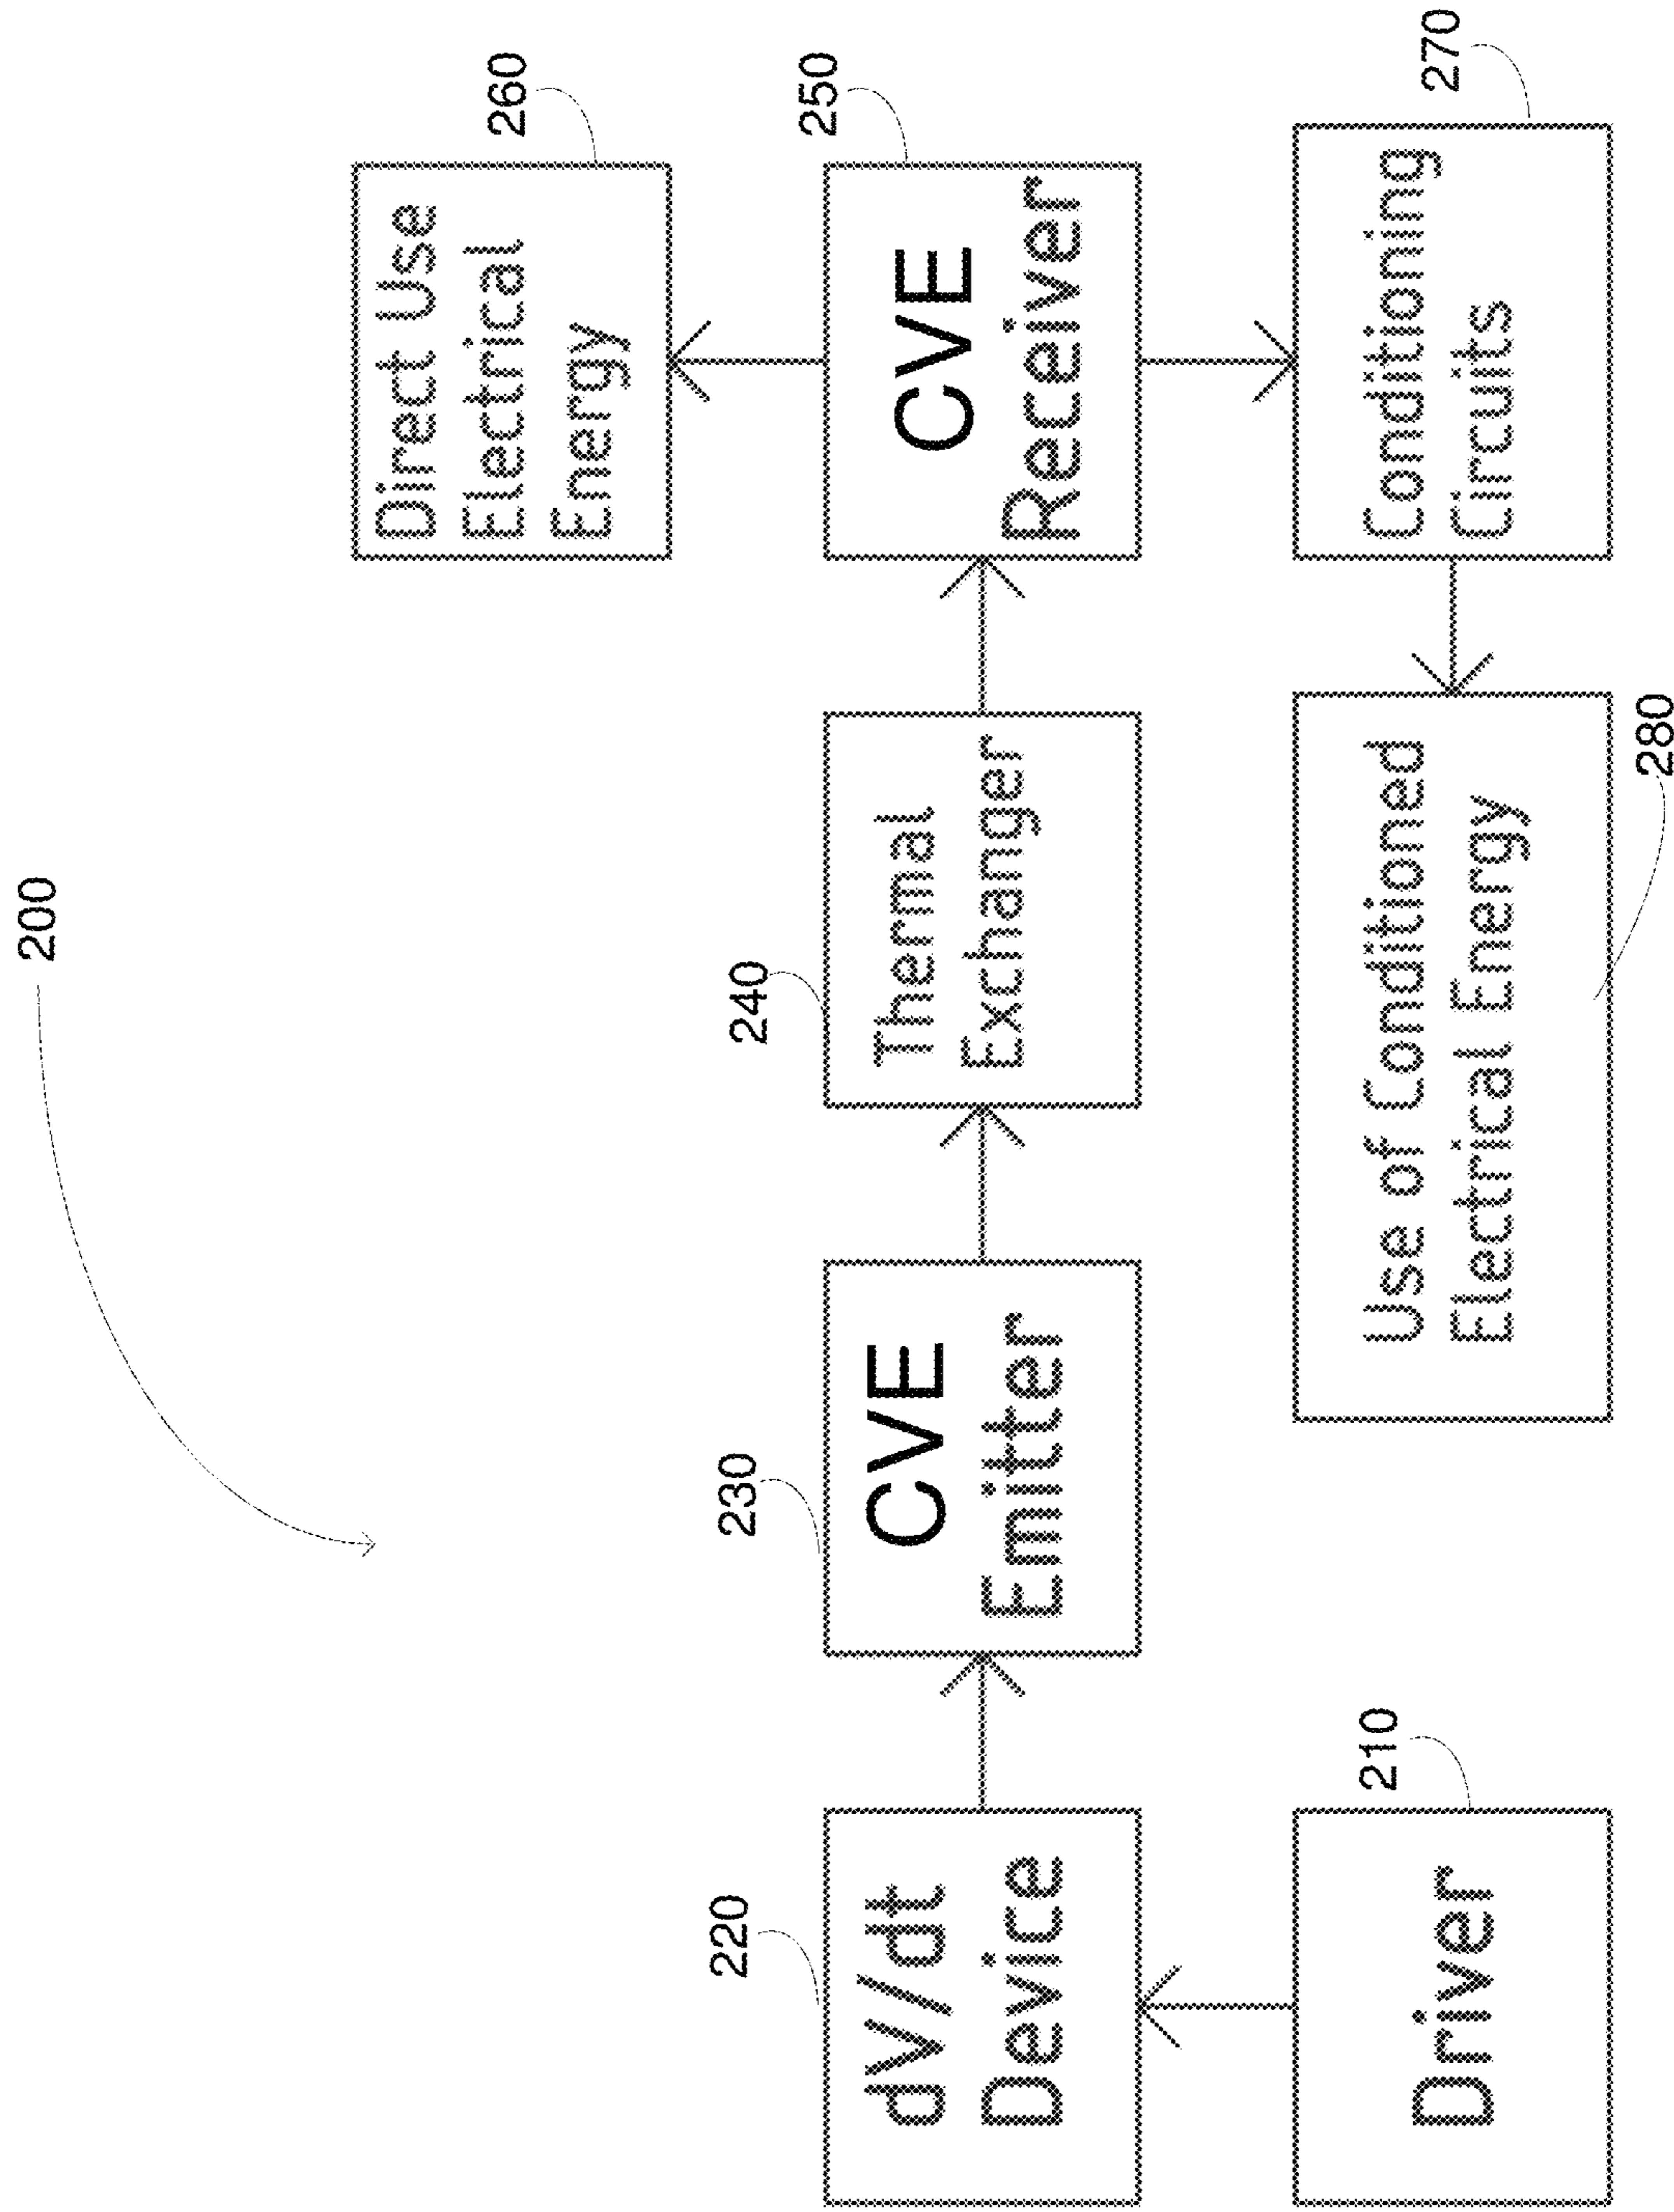 200
260
Direct Use
Electrical
Energy
220
dV/dt
Device
230
CVE
Emitter
240
Thermal
Exchanger
250
CVE
Receiver
210
Driver
Use of Conditioned
Electrical Energy
280
Conditioning
Circuits
270